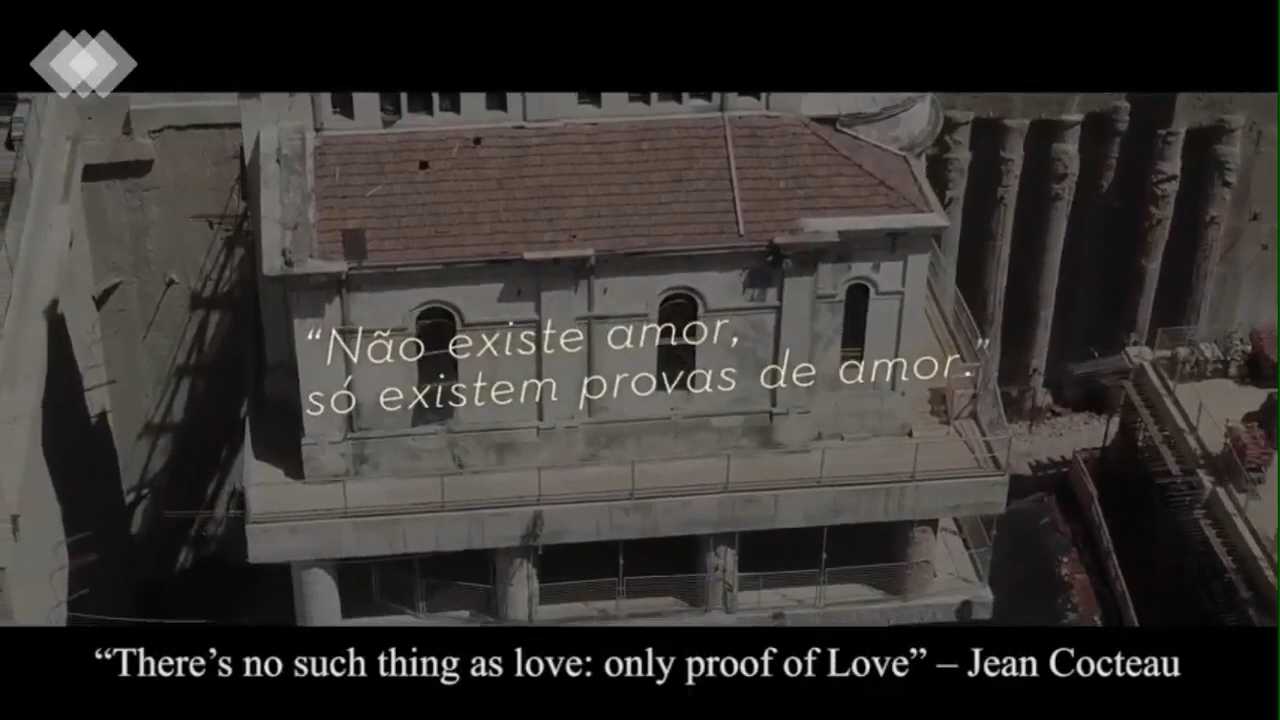 “Não existe amor,
só existem provas de amor.”
“There’s no such thing as love: only proof of Love” – Jean Cocteau